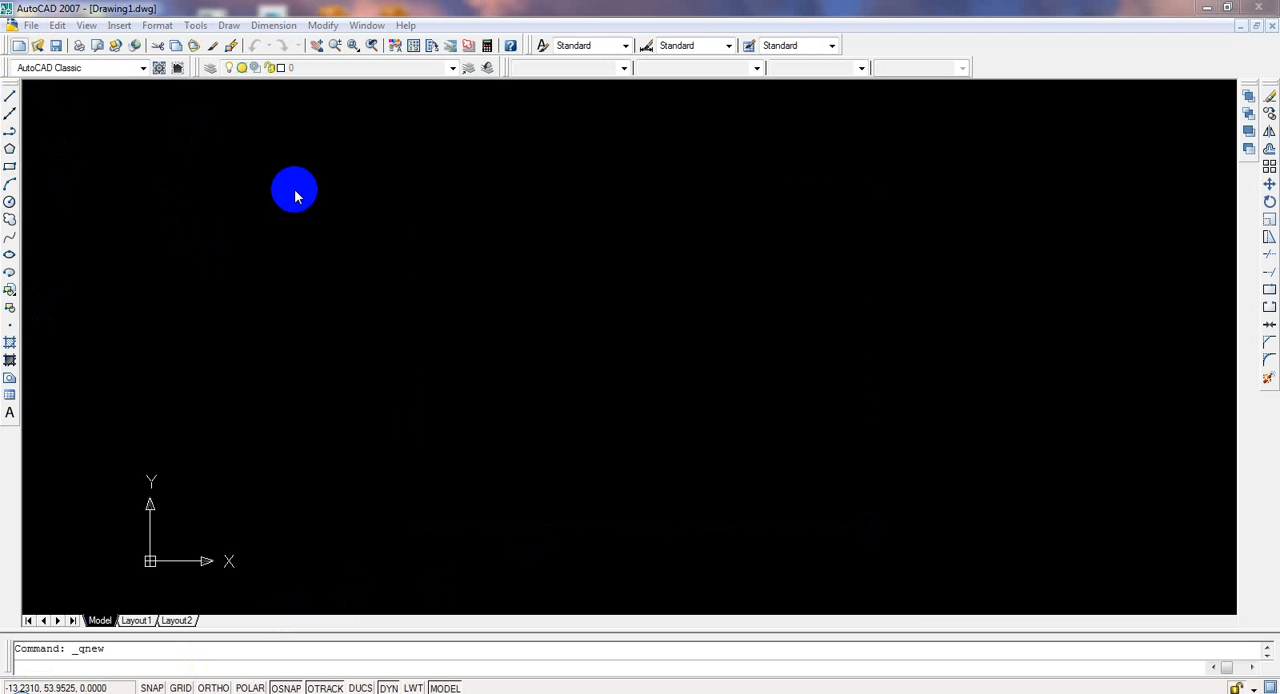 AutoCAD 2007 - [Drawing1.dwg]
File Edit View Insert Format Tools Draw Dimension Modify Window Help
Standard Standard Standard
AutoCAD Classic 0
Y
X
Model Layout1 Layout2
Command: _qnew
-13.2310, 53.9525, 0.0000 SNAP GRID ORTHO POLAR OSNAP OTRACK DUCS DYN LWT MODEL